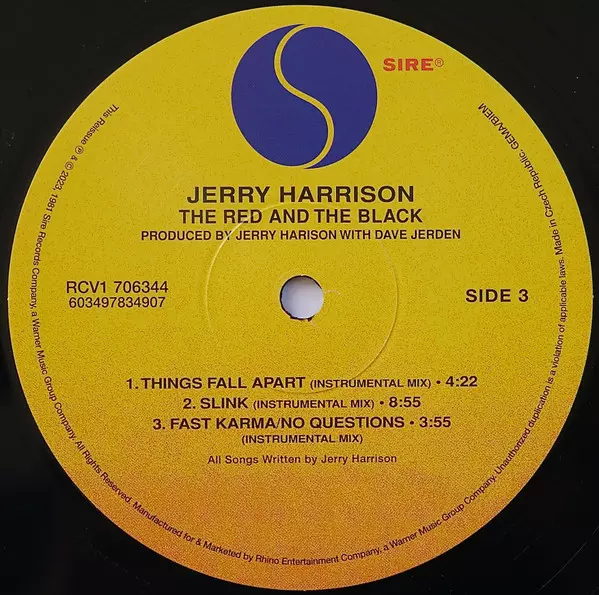 SIRE®
JERRY HARRISON
THE RED AND THE BLACK
PRODUCED BY JERRY HARISON WITH DAVE JERDEN
RCV1 706344
603497834907
SIDE 3
1. THINGS FALL APART (INSTRUMENTAL MIX) • 4:22
2. SLINK (INSTRUMENTAL MIX) • 8:55
3. FAST KARMA/NO QUESTIONS • 3:55
(INSTRUMENTAL MIX)
All Songs Written by Jerry Harrison
This Reissue ℗ & © 2023, 1981 Sire Records Company, a Warner Music Group Company. All Rights Reserved. Manufactured for & Marketed by Rhino Entertainment Company, a Warner Music Group Company. Unauthorized duplication is a violation of applicable laws. Made in Czech Republic. GEMA/BIEM